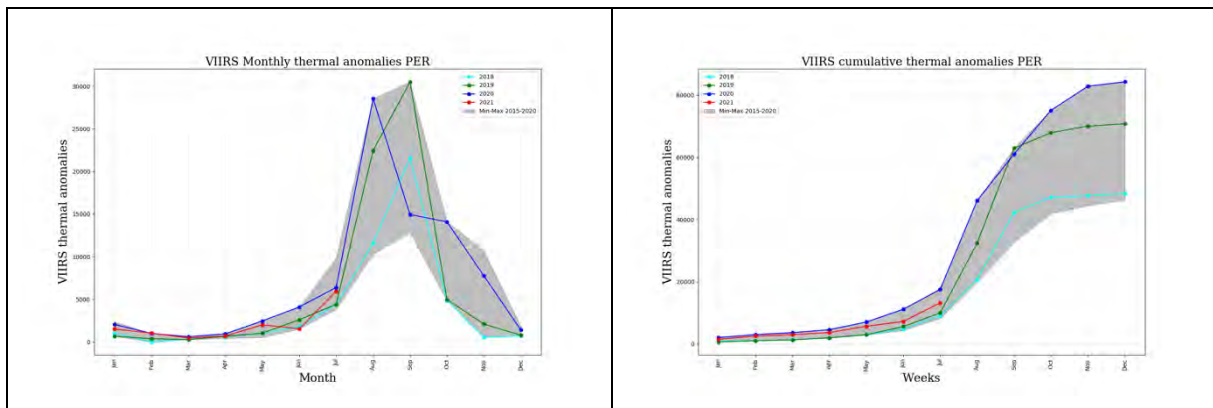 VIIRS Monthly thermal anomalies PER
2018
2019
2020
2021
Min-Max 2015-2020
30000
25000
20000
15000
10000
5000
0
VIIRS thermal anomalies
Jan Feb Mar Apr May Jun Jul Aug Sep Oct Nov Dec
Month
VIIRS cumulative thermal anomalies PER
2018
2019
2020
2021
Min-Max 2015-2020
80000
60000
40000
20000
0
VIIRS thermal anomalies
Jan Feb Mar Apr May Jun Jul Aug Sep Oct Nov Dec
Weeks